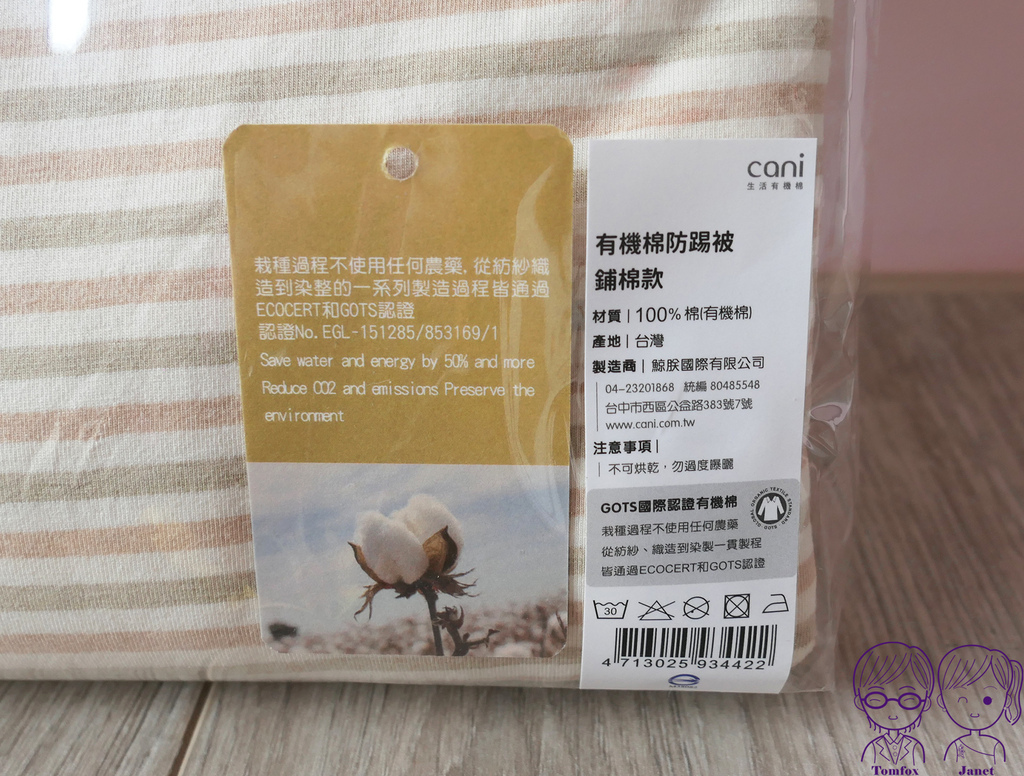 栽種過程不使用任何農藥,從紡紗織
造到染整的一系列製造過程皆通過
ECOCERT和GOTS認證
認證No.EGL-151285/853169/1
Save water and energy by 50% and more
Reduce CO2 and emissions Preserve the
environment
cani
生活有機棉
有機棉防踢被
鋪棉款
材質|100%棉(有機棉)
產地|台灣
製造商|鯨朕國際有限公司
04-23201868 統編 80485548
台中市西區公益路383號7號
www.cani.com.tw
注意事項|
不可烘乾，勿過度曝曬
GOTS國際認證有機棉
栽種過程不使用任何農藥
從紡紗、織造到染製一貫製程
皆通過ECOCERT和GOTS認證
GLOBAL ORGANIC TEXTILE STANDARD · GOTS ·
30
4 713025 934422
Tomfox
Janet